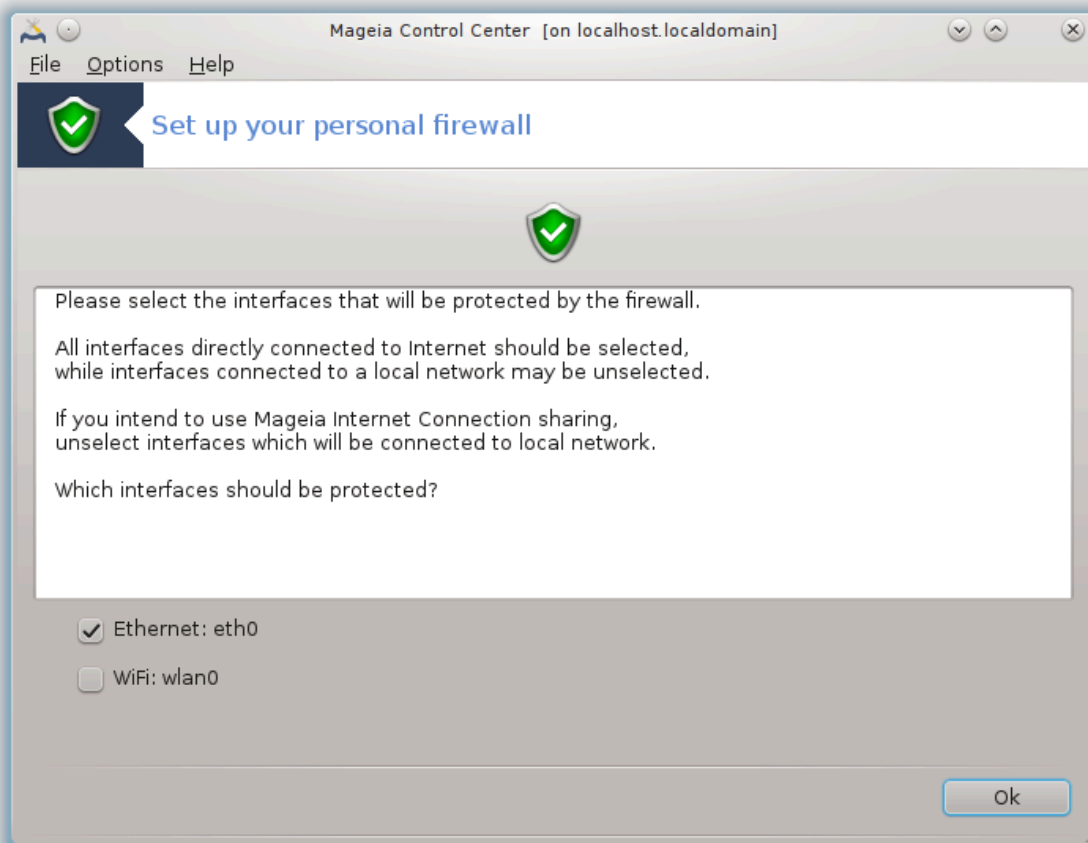 Mageia Control Center [on localhost.localdomain]
File Options Help
Set up your personal firewall
Please select the interfaces that will be protected by the firewall.
All interfaces directly connected to Internet should be selected,
while interfaces connected to a local network may be unselected.
If you intend to use Mageia Internet Connection sharing,
unselect interfaces which will be connected to local network.
Which interfaces should be protected?
Ethernet: eth0
WiFi: wlan0
Ok